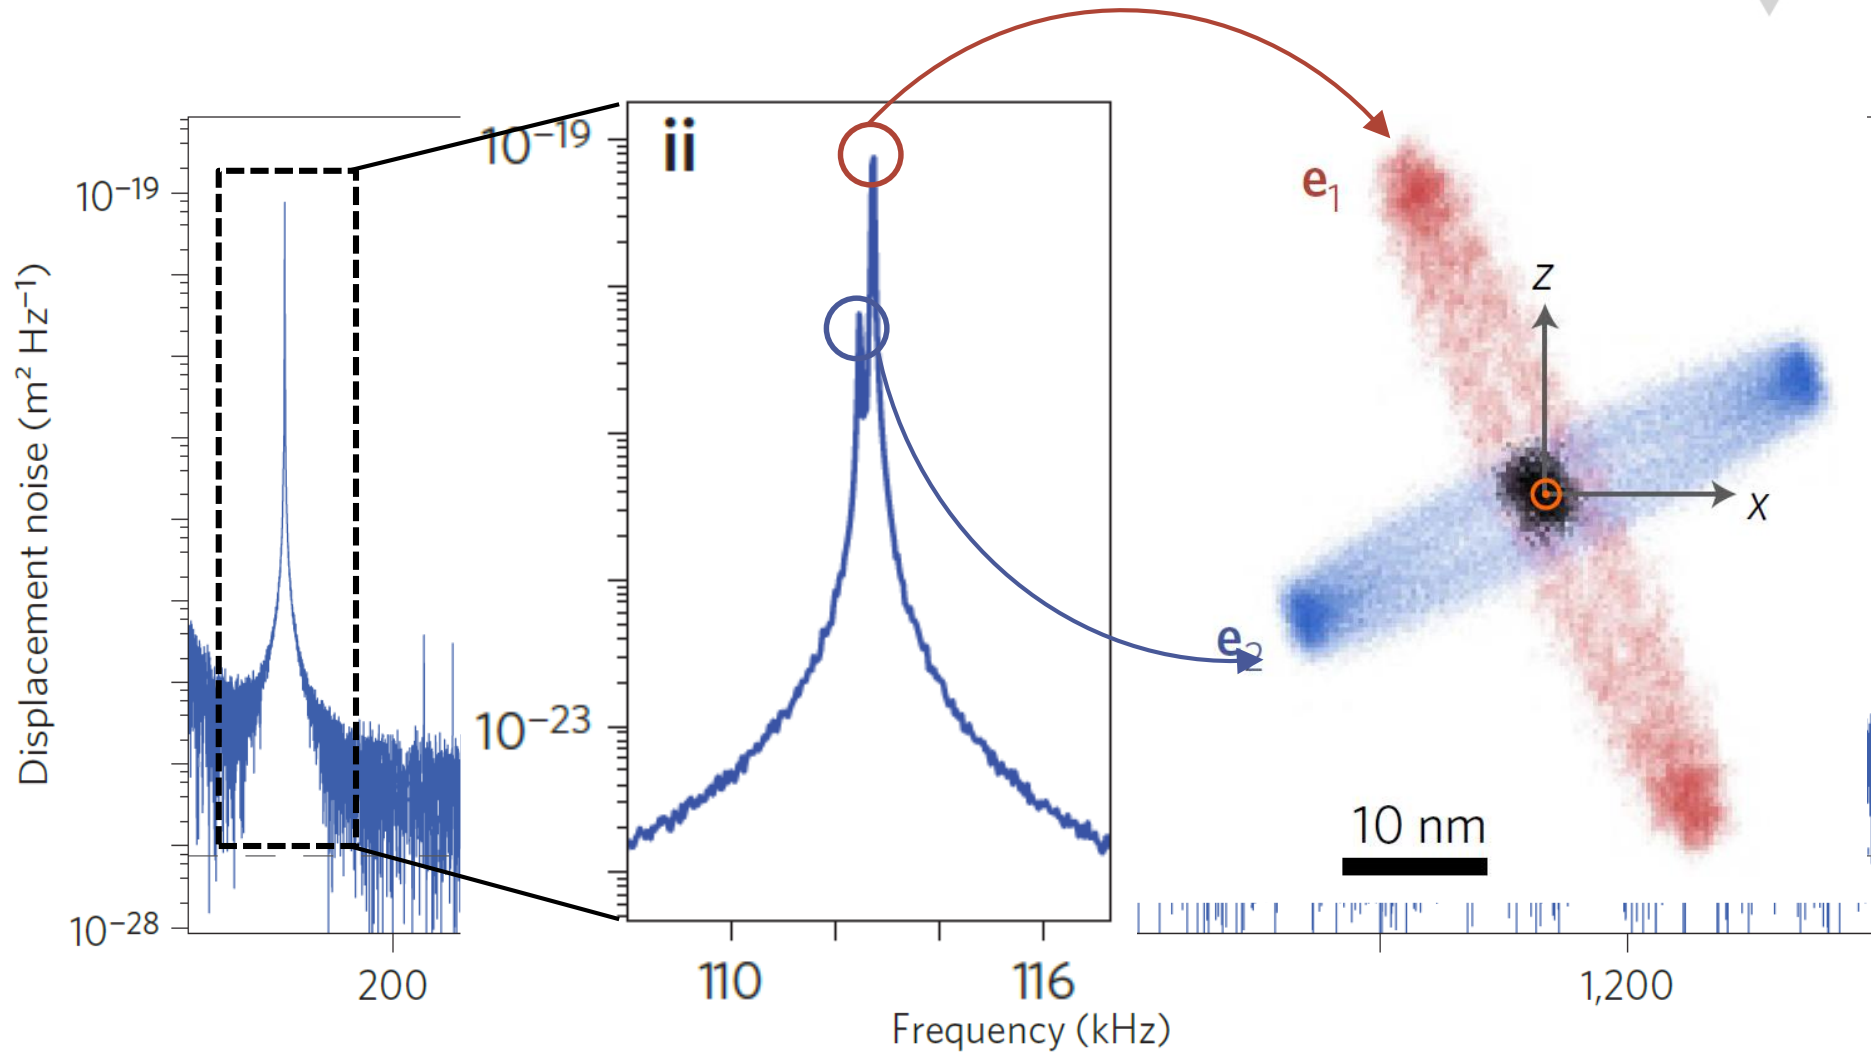 Displacement noise (m² Hz⁻¹)
10⁻¹⁹
10⁻²⁸
200
10⁻¹⁹
10⁻²³
ii
110
116
Frequency (kHz)
e₁
e₂
z
x
10 nm
1,200